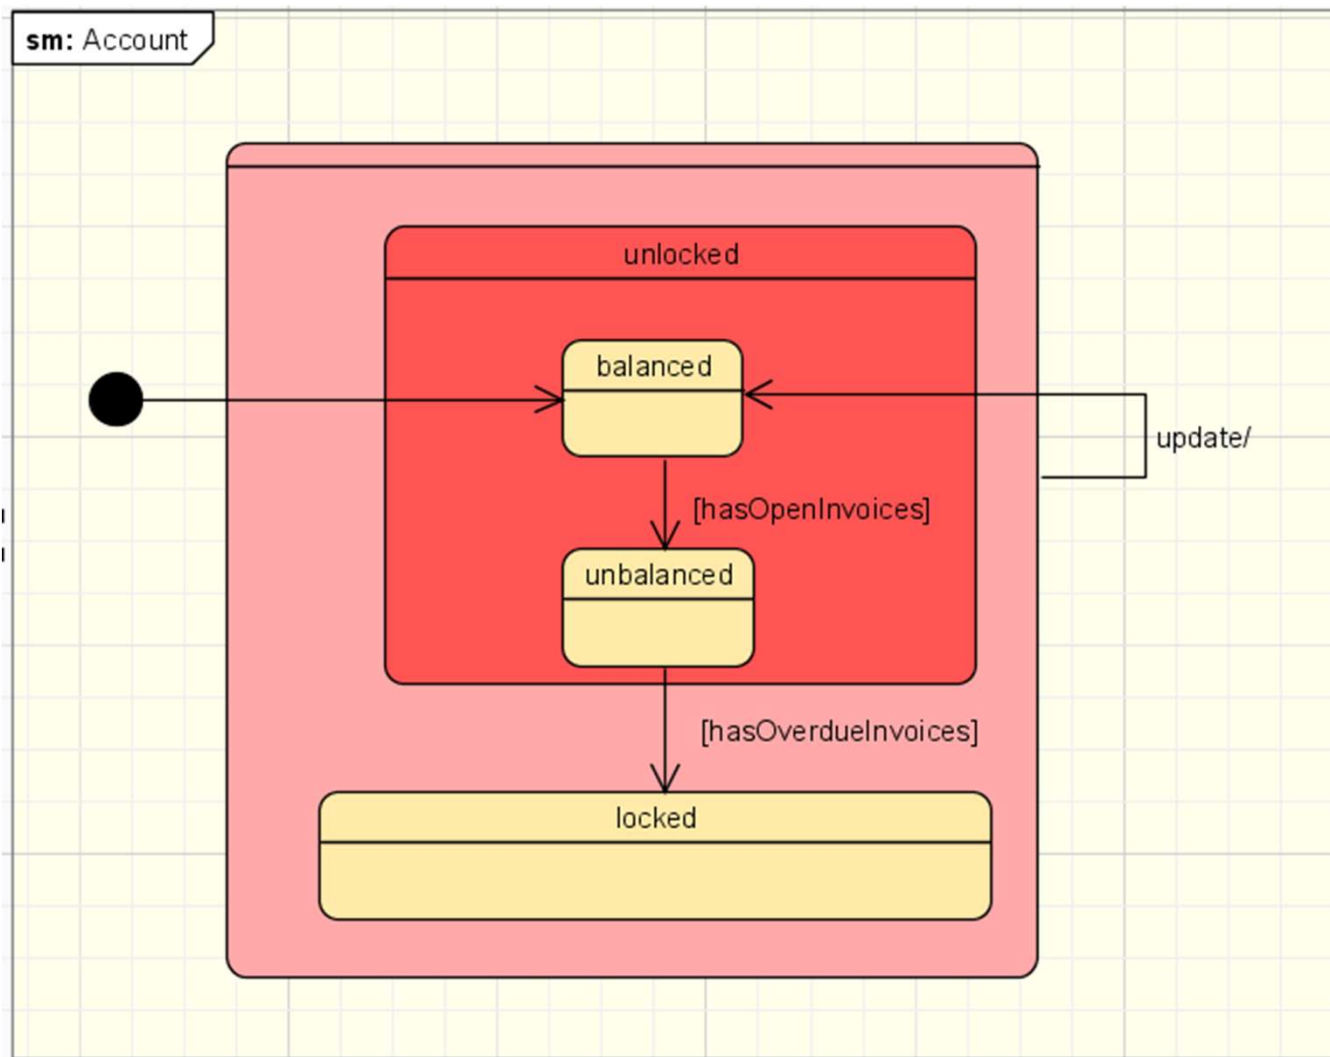 sm: Account
unlocked
balanced
update/
[hasOpenInvoices]
unbalanced
[hasOverdueInvoices]
locked